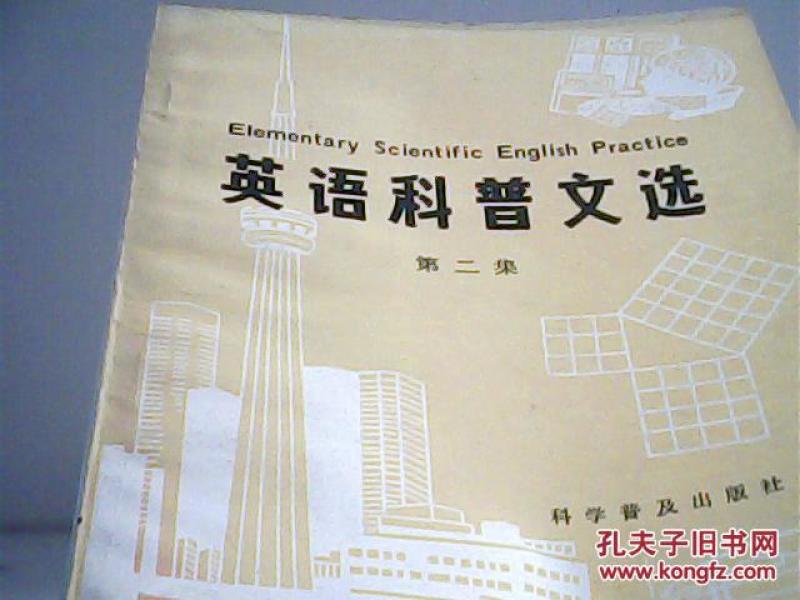 Elementary Scientific English Practice
英语科普文选
第二集
科学普及出版社
孔夫子旧书网
www.kongfz.com